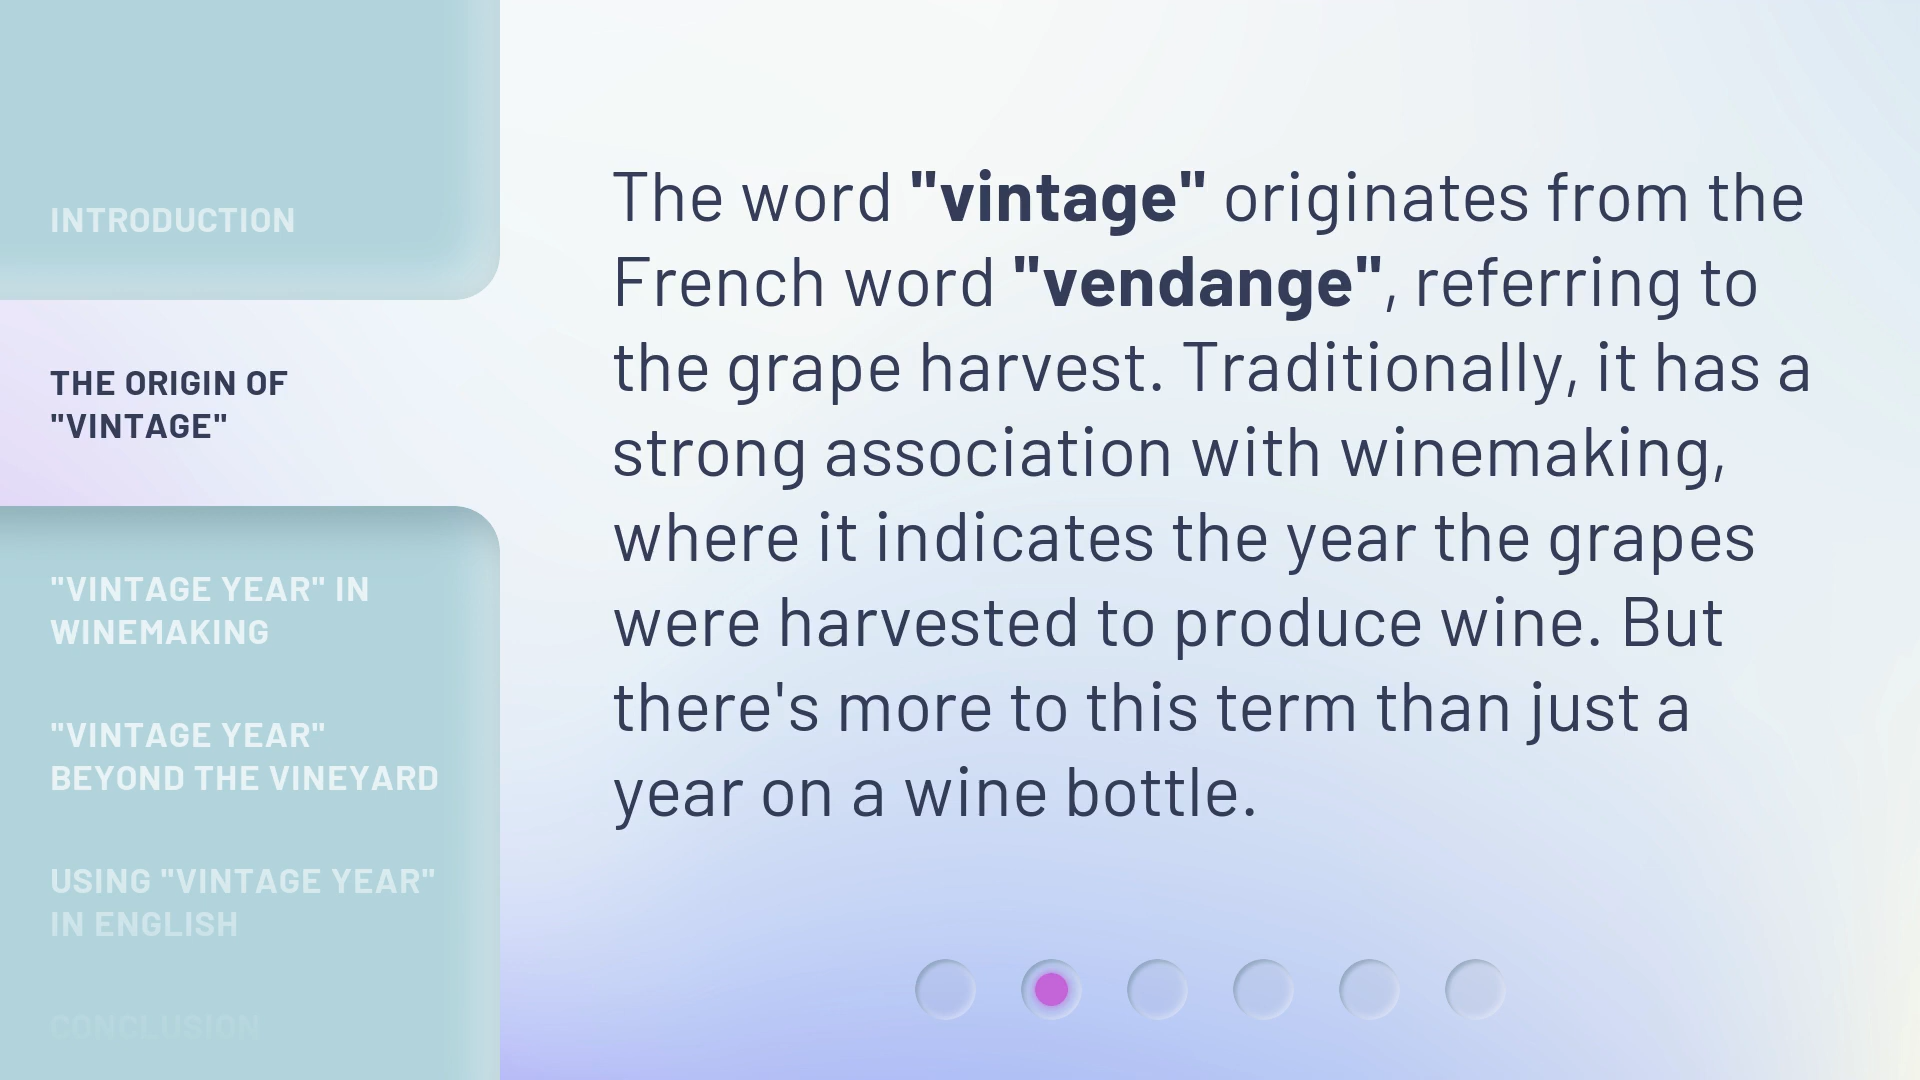 INTRODUCTION
THE ORIGIN OF
"VINTAGE"
"VINTAGE YEAR" IN
WINEMAKING
"VINTAGE YEAR"
BEYOND THE VINEYARD
USING "VINTAGE YEAR"
IN ENGLISH
CONCLUSION
The word "vintage" originates from the
French word "vendange", referring to
the grape harvest. Traditionally, it has a
strong association with winemaking,
where it indicates the year the grapes
were harvested to produce wine. But
there's more to this term than just a
year on a wine bottle.